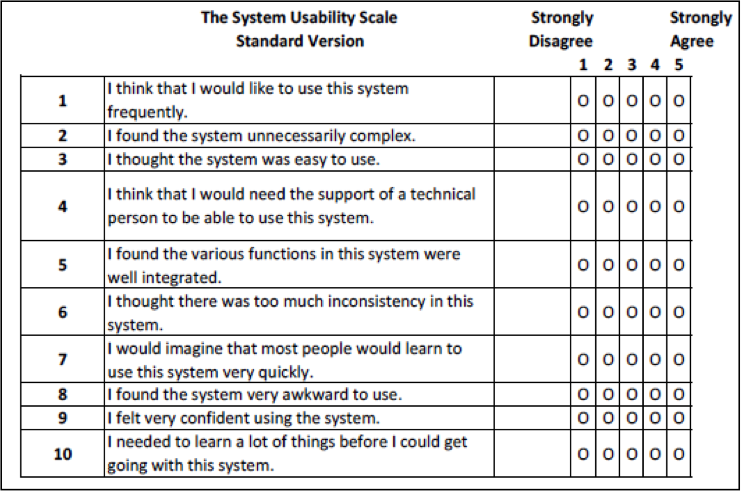 The System Usability Scale Strongly Strongly
Standard Version Disagree Agree
1 2 3 4 5
1 I think that I would like to use this system
frequently. O O O O O
2 I found the system unnecessarily complex. O O O O O
3 I thought the system was easy to use. O O O O O
4 I think that I would need the support of a technical
person to be able to use this system. O O O O O
5 I found the various functions in this system were
well integrated. O O O O O
6 I thought there was too much inconsistency in this
system. O O O O O
7 I would imagine that most people would learn to
use this system very quickly. O O O O O
8 I found the system very awkward to use. O O O O O
9 I felt very confident using the system. O O O O O
10 I needed to learn a lot of things before I could get
going with this system. O O O O O